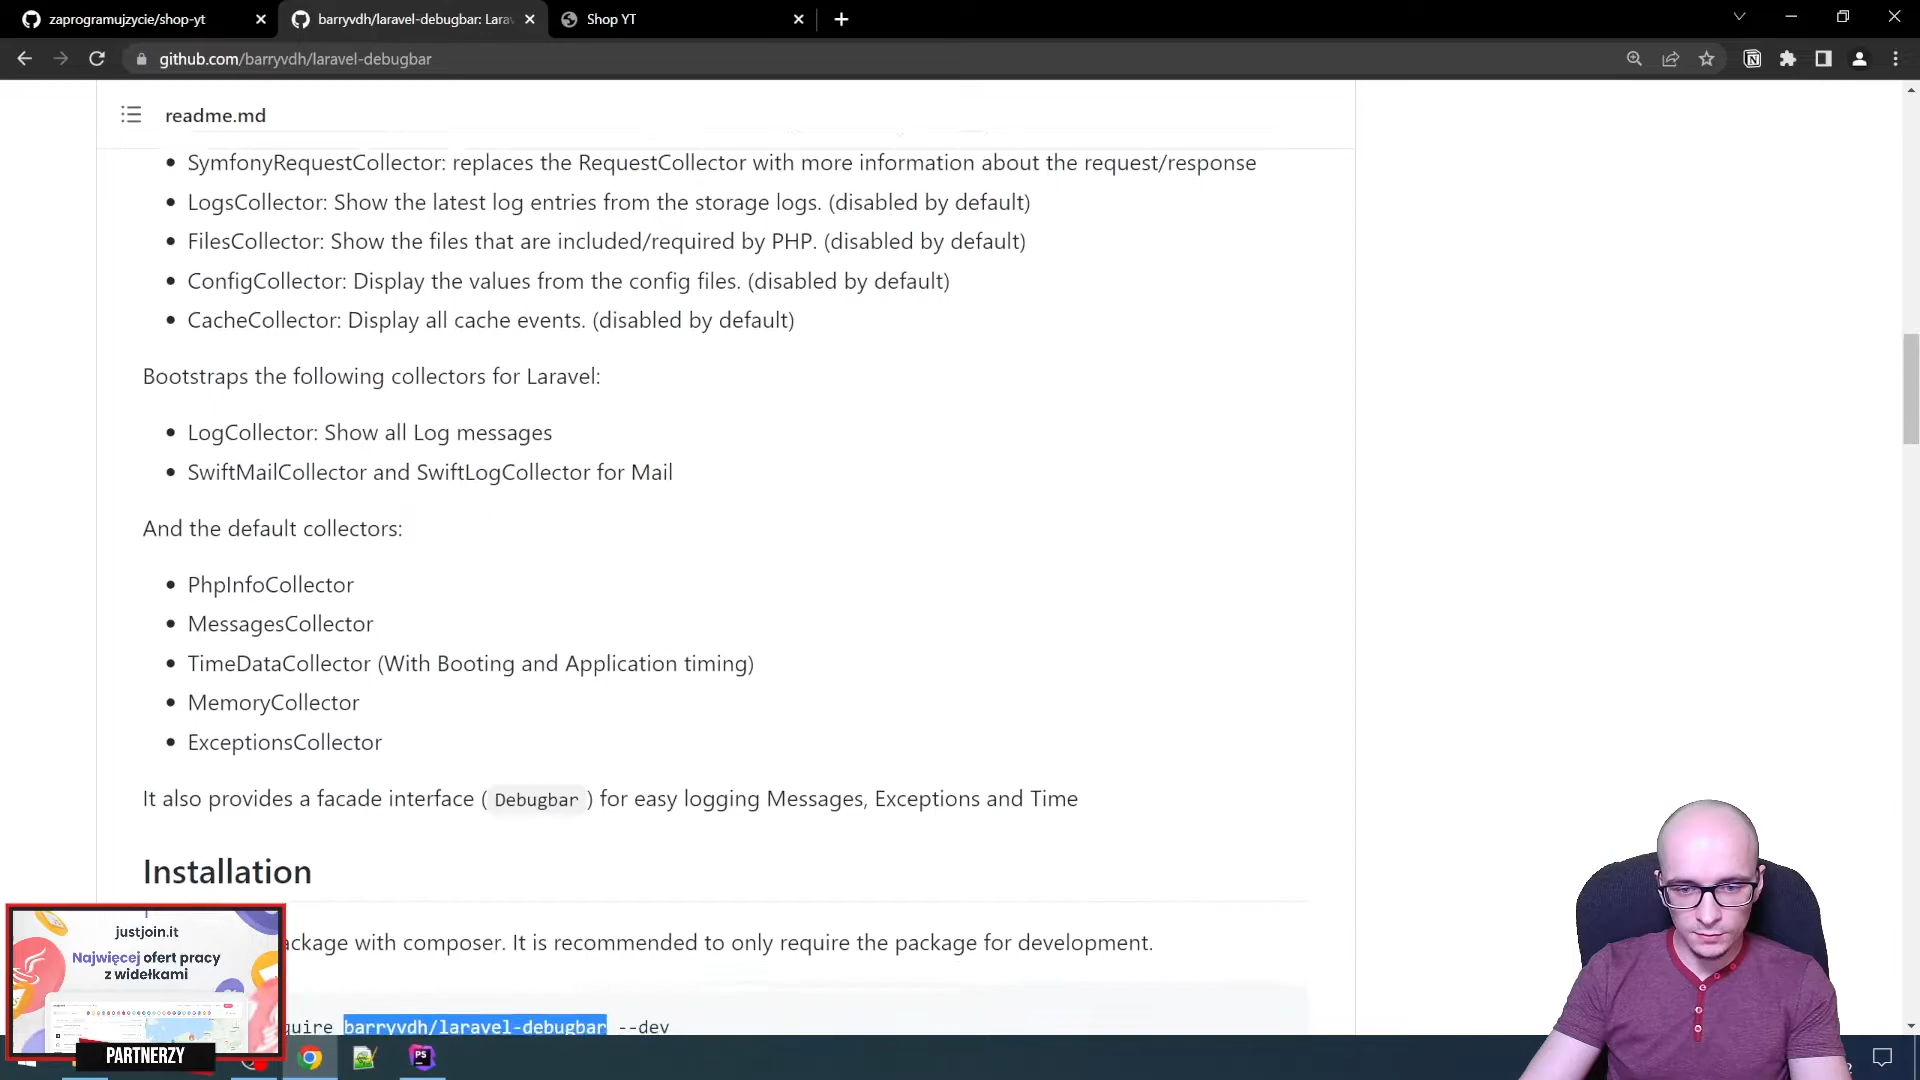 zaprogramujzycie/shop-yt
barryvdh/laravel-debugbar: Lara
Shop YT
github.com/barryvdh/laravel-debugbar
readme.md
SymfonyRequestCollector: replaces the RequestCollector with more information about the request/response
LogsCollector: Show the latest log entries from the storage logs. (disabled by default)
FilesCollector: Show the files that are included/required by PHP. (disabled by default)
ConfigCollector: Display the values from the config files. (disabled by default)
CacheCollector: Display all cache events. (disabled by default)
Bootstraps the following collectors for Laravel:
LogCollector: Show all Log messages
SwiftMailCollector and SwiftLogCollector for Mail
And the default collectors:
PhpInfoCollector
MessagesCollector
TimeDataCollector (With Booting and Application timing)
MemoryCollector
ExceptionsCollector
It also provides a facade interface ( Debugbar ) for easy logging Messages, Exceptions and Time
Installation
ackage with composer. It is recommended to only require the package for development.
quire barryvdh/laravel-debugbar --dev
justjoin.it
Najwięcej ofert pracy
z widełkami
PARTNERZY
PS